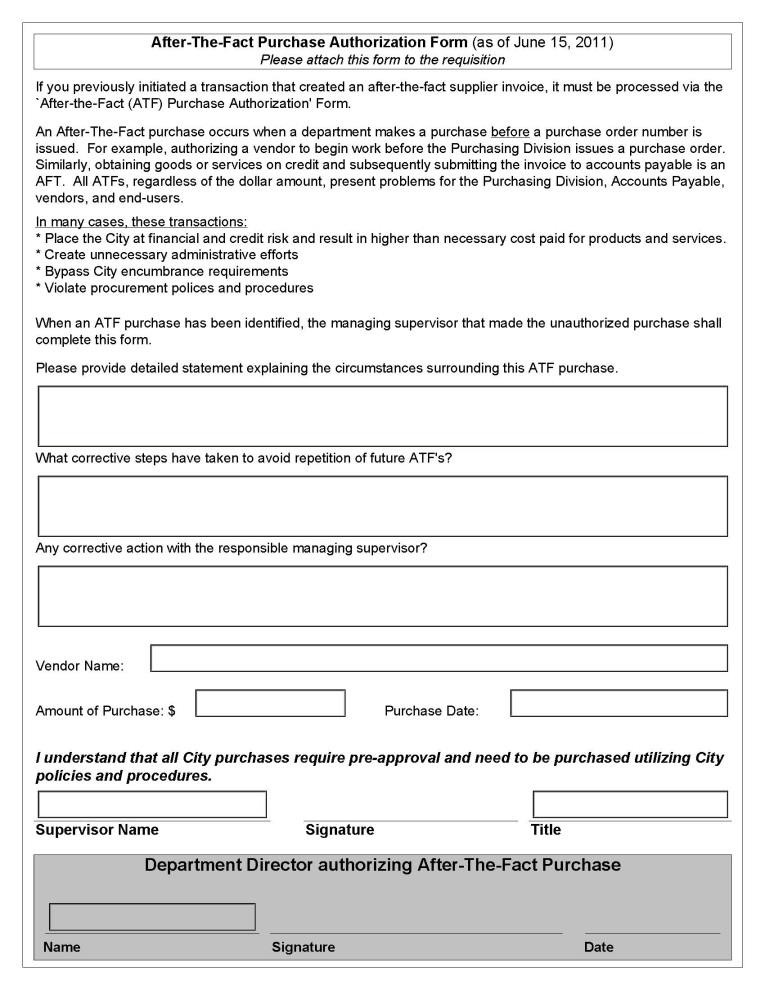 After-The-Fact Purchase Authorization Form (as of June 15, 2011)
Please attach this form to the requisition
If you previously initiated a transaction that created an after-the-fact supplier invoice, it must be processed via the
`After-the-Fact (ATF) Purchase Authorization' Form.
An After-The-Fact purchase occurs when a department makes a purchase before a purchase order number is
issued.  For example, authorizing a vendor to begin work before the Purchasing Division issues a purchase order.
Similarly, obtaining goods or services on credit and subsequently submitting the invoice to accounts payable is an
AFT.  All ATFs, regardless of the dollar amount, present problems for the Purchasing Division, Accounts Payable,
vendors, and end-users.
In many cases, these transactions:
* Place the City at financial and credit risk and result in higher than necessary cost paid for products and services.
* Create unnecessary administrative efforts
* Bypass City encumbrance requirements
* Violate procurement polices and procedures
When an ATF purchase has been identified, the managing supervisor that made the unauthorized purchase shall
complete this form.
Please provide detailed statement explaining the circumstances surrounding this ATF purchase.
What corrective steps have taken to avoid repetition of future ATF's?
Any corrective action with the responsible managing supervisor?
Vendor Name:
Amount of Purchase: $ Purchase Date:
I understand that all City purchases require pre-approval and need to be purchased utilizing City
policies and procedures.
Supervisor Name Signature Title
Department Director authorizing After-The-Fact Purchase
Name Signature Date